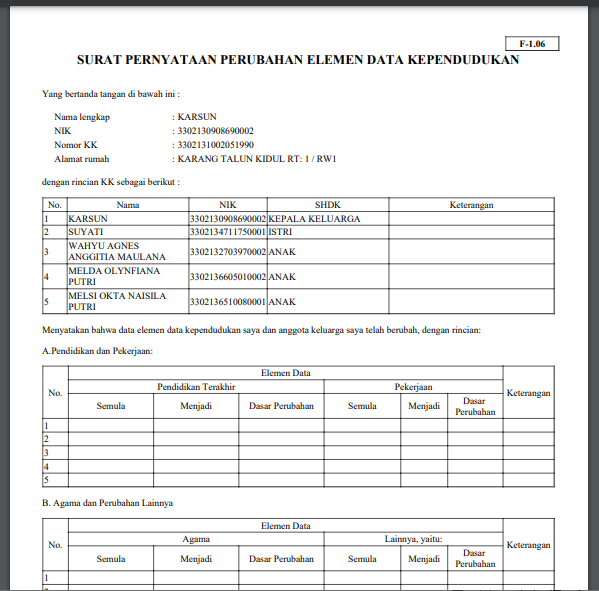 F-1.06
SURAT PERNYATAAN PERUBAHAN ELEMEN DATA KEPENDUDUKAN
Yang bertanda tangan di bawah ini :
Nama lengkap : KARSUN
NIK : 3302130908690002
Nomor KK : 3302131002051990
Alamat rumah : KARANG TALUN KIDUL RT: 1 / RW1
dengan rincian KK sebagai berikut :
No. Nama NIK SHDK Keterangan
1 KARSUN 3302130908690002 KEPALA KELUARGA
2 SUYATI 3302134711750001 ISTRI
3 WAHYU AGNES ANGGITIA MAULANA 3302132703970002 ANAK
4 MELDA OLYNFIANA PUTRI 3302136605010002 ANAK
5 MELSI OKTA NAISILA PUTRI 3302136510080001 ANAK
Menyatakan bahwa data elemen data kependudukan saya dan anggota keluarga saya telah berubah, dengan rincian:
A.Pendidikan dan Pekerjaan:
No. Elemen Data Keterangan
Pendidikan Terakhir Pekerjaan
Semula Menjadi Dasar Perubahan Semula Menjadi Dasar Perubahan
1
2
3
4
5
B. Agama dan Perubahan Lainnya
No. Elemen Data Keterangan
Agama Lainnya, yaitu:
Semula Menjadi Dasar Perubahan Semula Menjadi Dasar Perubahan
1